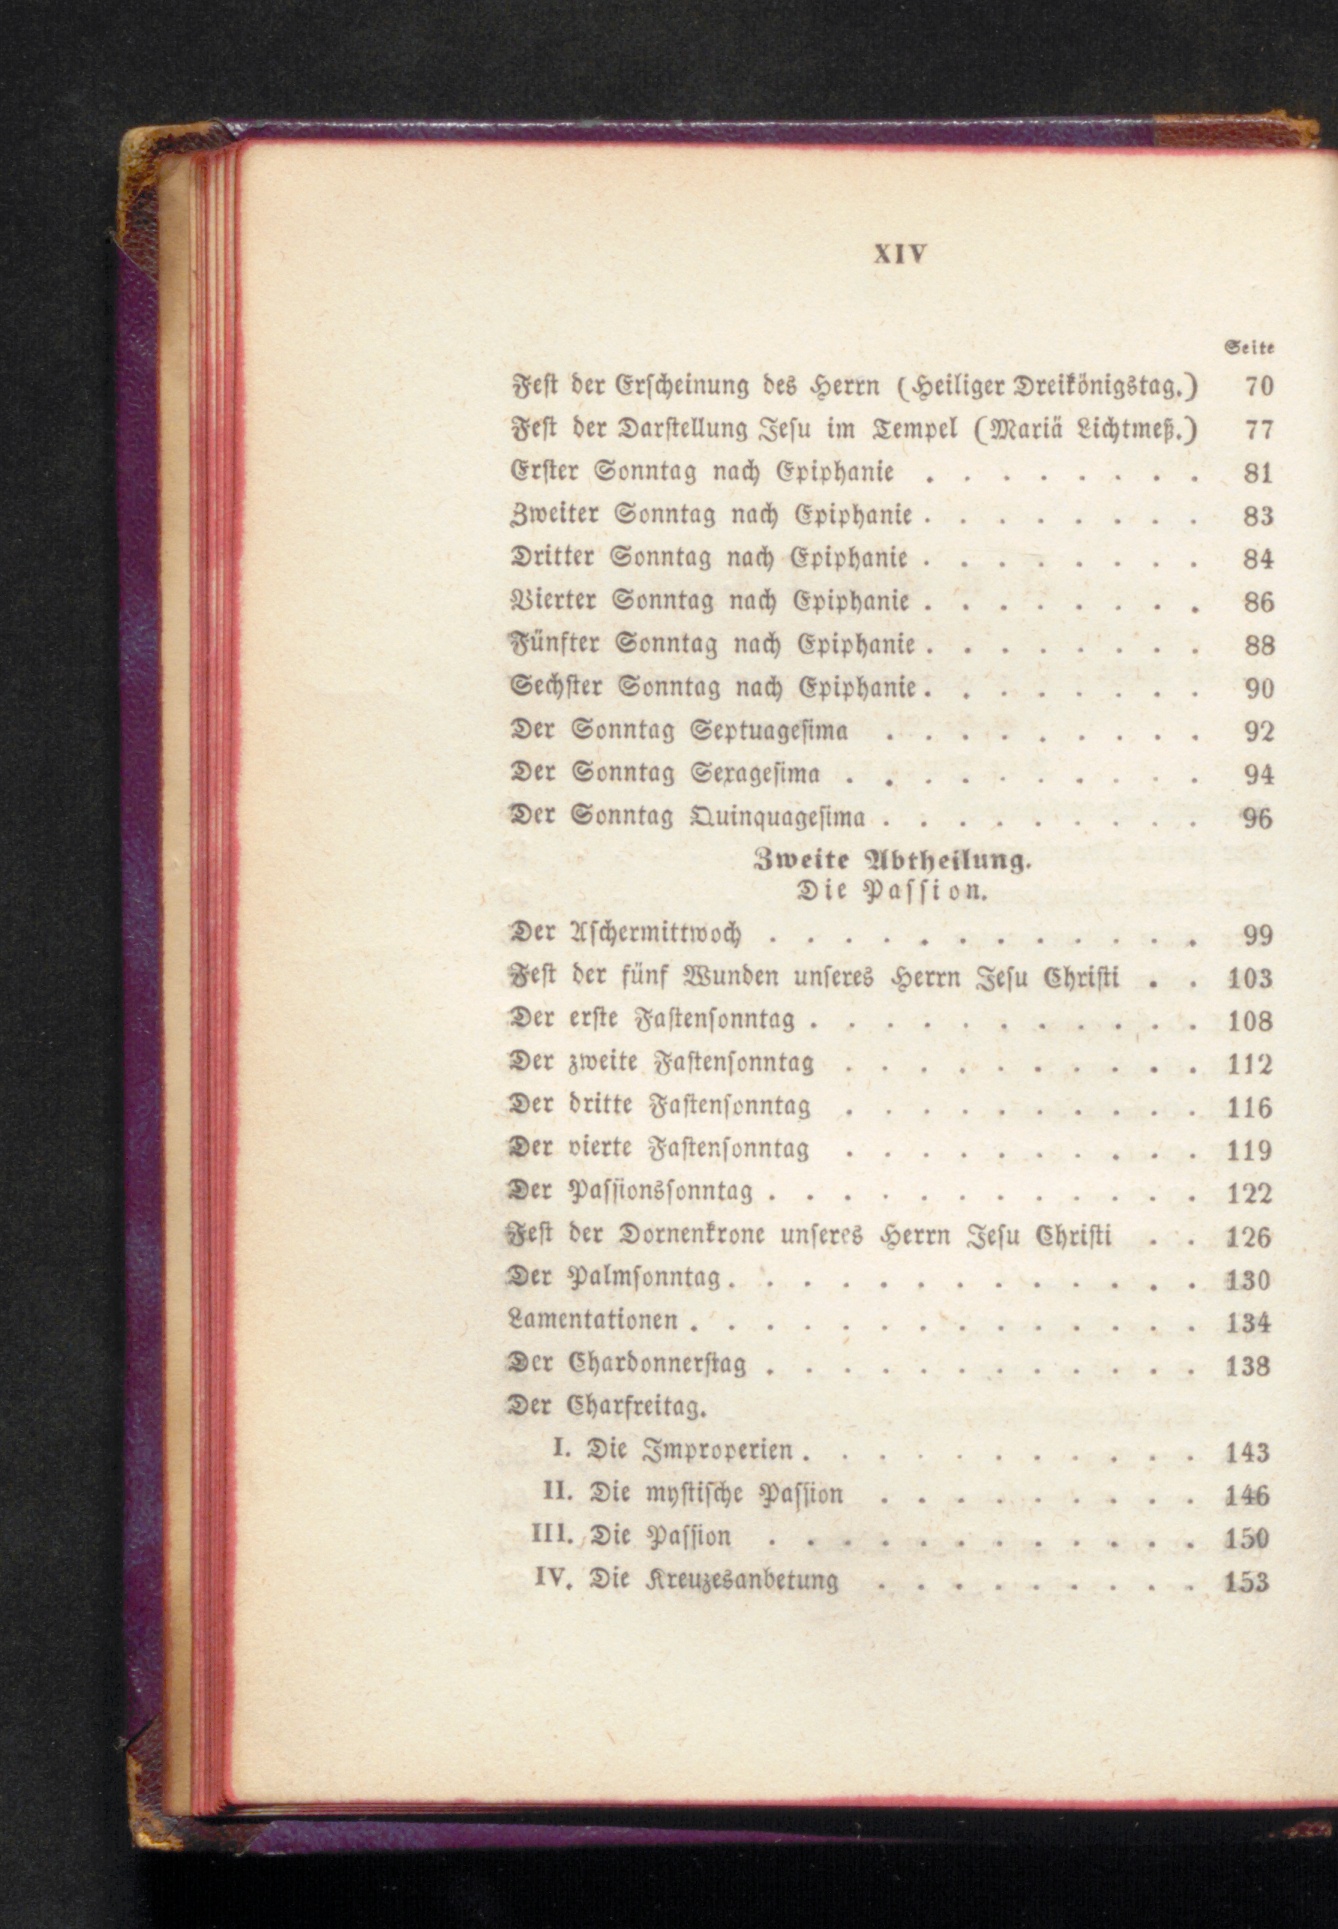 XIV
Seite
Fest der Erscheinung des Herrn (Heiliger Dreikönigstag.) 70
Fest der Darstellung Jesu im Tempel (Mariä Lichtmeß.) 77
Erster Sonntag nach Epiphanie . . . . . . . . 81
Zweiter Sonntag nach Epiphanie . . . . . . . . 83
Dritter Sonntag nach Epiphanie . . . . . . . . 84
Vierter Sonntag nach Epiphanie . . . . . . . . 86
Fünfter Sonntag nach Epiphanie . . . . . . . . 88
Sechster Sonntag nach Epiphanie . . . . . . . . 90
Der Sonntag Septuagesima . . . . . . . . . 92
Der Sonntag Sexagesima . . . . . . . . . . 94
Der Sonntag Quinquagesima . . . . . . . . . 96
Zweite Abtheilung.
Die Passion.
Der Aschermittwoch . . . . . . . . . . . . 99
Fest der fünf Wunden unseres Herrn Jesu Christi . . 103
Der erste Fastensonntag . . . . . . . . . . . 108
Der zweite Fastensonntag . . . . . . . . . . 112
Der dritte Fastensonntag . . . . . . . . . . 116
Der vierte Fastensonntag . . . . . . . . . . 119
Der Passionssonntag . . . . . . . . . . . . 122
Fest der Dornenkrone unseres Herrn Jesu Christi . . 126
Der Palmsonntag . . . . . . . . . . . . . 130
Lamentationen . . . . . . . . . . . . . . 134
Der Chardonnerstag . . . . . . . . . . . . 138
Der Charfreitag.
I. Die Improperien . . . . . . . . . . . 143
II. Die mystische Passion . . . . . . . . . 146
III. Die Passion . . . . . . . . . . . . 150
IV. Die Kreuzesanbetung . . . . . . . . . 153